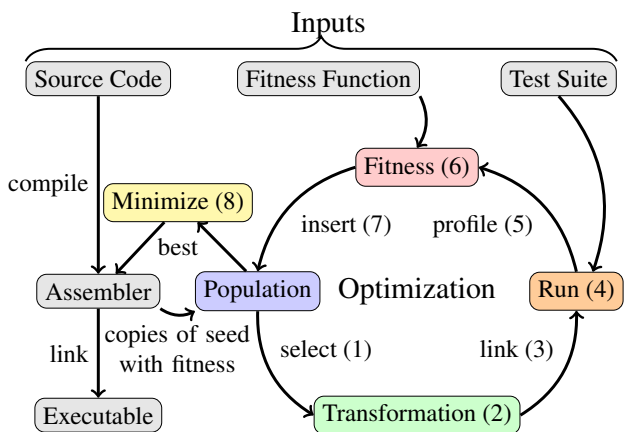 Inputs
Source Code
Fitness Function
Test Suite
Fitness (6)
compile
Minimize (8)
insert (7)
profile (5)
best
Assembler
Population
Optimization
Run (4)
copies of seed
with fitness
link
select (1)
link (3)
Executable
Transformation (2)